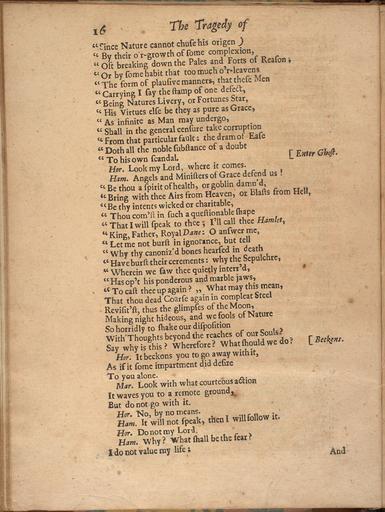 16 The Tragedy of
“Since Nature cannot chuse his origen )
“By their o'r-growth of some complexion,
“Oft breaking down the Pales and Forts of Reason;
“Or by some habit that too much o'r-leavens
“The form of plausive manners, that these Men
“Carrying I say the stamp of one defect,
“Being Natures Livery, or Fortunes Star,
“His Virtues else be they as pure as Grace,
“As infinite as Man may undergo,
“Shall in the general censure take corruption
“From that particular fault: the dram of Ease
“Doth all the noble substance of a doubt
“To his own scandal. [Enter Ghost.
Hor. Look my Lord, where it comes.
Ham. Angels and Ministers of Grace defend us!
“Be thou a spirit of health, or goblin damn'd,
“Bring with thee Airs from Heaven, or Blasts from Hell,
“Be thy intents wicked or charitable,
“Thou com'st in such a questionable shape
“That I will speak to thee; I'll call thee Hamlet,
“King, Father, Royal Dane: O answer me,
“Let me not burst in ignorance, but tell
“Why thy canoniz'd bones hearsed in death
“Have burst their cerements: why the Sepulchre,
“Wherein we saw thee quietly interr'd,
“Has op't his ponderous and marble jaws,
“To cast thee up again? „ What may this mean,
That thou dead Coarse again in compleat Steel
Revisit'st, thus the glimpses of the Moon,
Making night hideous, and we fools of Nature
So horridly to shake our disposition
With Thoughts beyond the reaches of our Souls?
Say why is this? Wherefore? What should we do? [Beckens.
Hor. It beckons you to go away with it,
As if it some impartment did desire
To you alone.
Mar. Look with what courteous action
It waves you to a remote ground,
But do not go with it.
Hor. No, by no means.
Ham. It will not speak, then I will follow it.
Hor. Do not my Lord.
Ham. Why? What shall be the fear?
I do not value my life; And